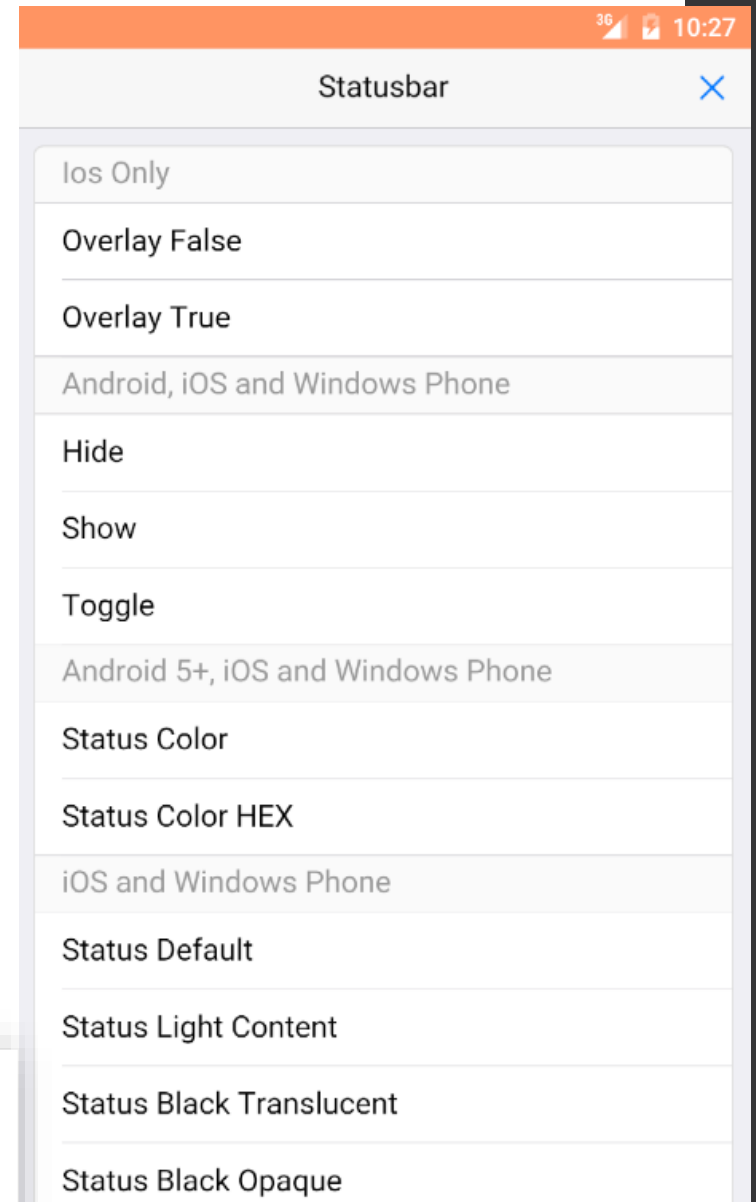 3G 10:27
Statusbar
Ios Only
Overlay False
Overlay True
Android, iOS and Windows Phone
Hide
Show
Toggle
Android 5+, iOS and Windows Phone
Status Color
Status Color HEX
iOS and Windows Phone
Status Default
Status Light Content
Status Black Translucent
Status Black Opaque